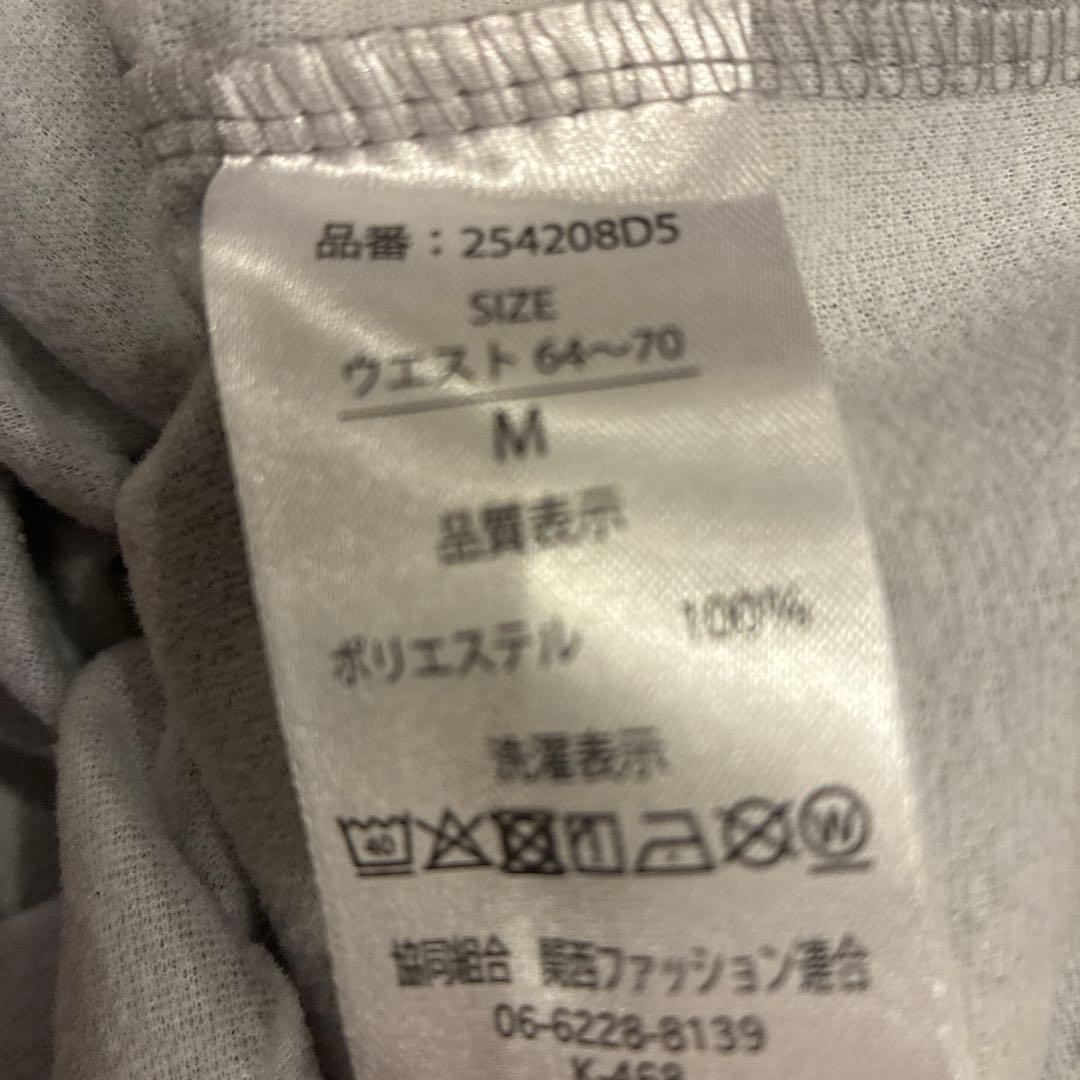 品番：254208D5
SIZE
ウエスト 64～70
M
品質表示
ポリエステル 100%
洗濯表示
40 W
協同組合 関西ファッション連合
06-6228-8139
K-468